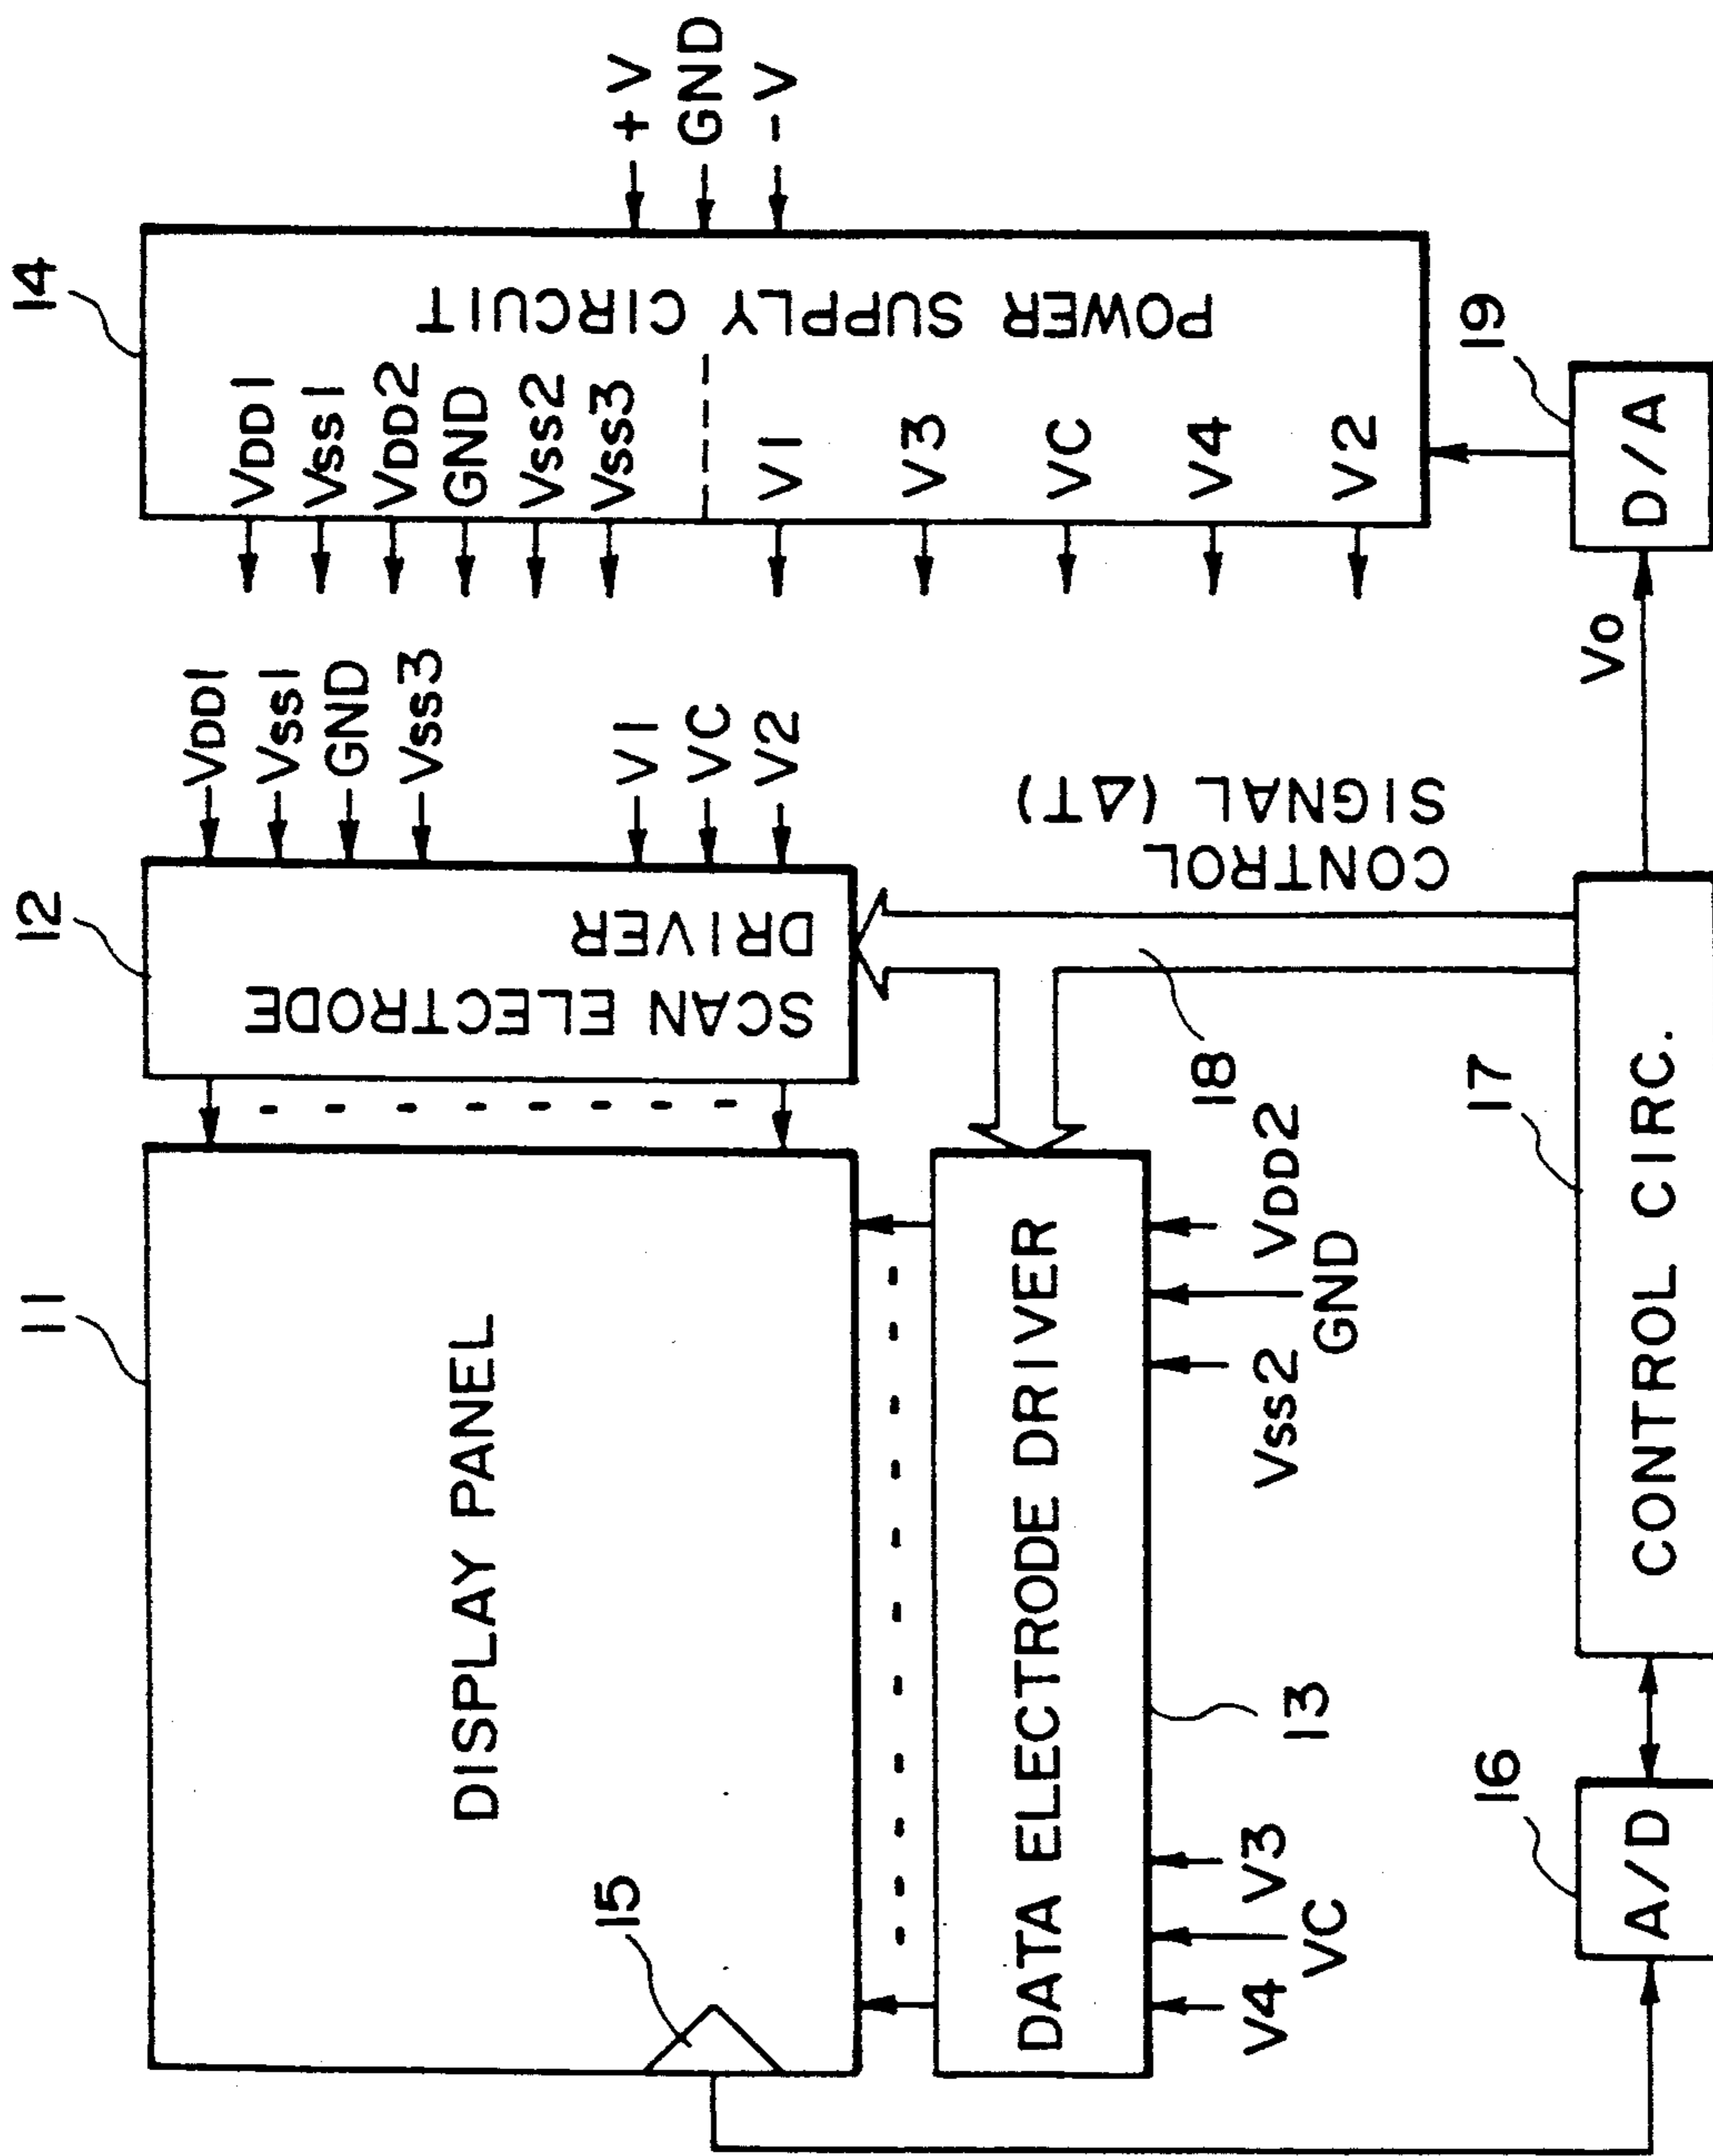 11
12
14
DISPLAY PANEL
15
SCAN ELECTRODE
DRIVER
VDD1
Vss1
GND
Vss3
V1
VC
V2
VDD1
Vss1
VDD2
GND
Vss2
Vss3
V1
V3
VC
V4
V2
POWER SUPPLY CIRCUIT
+V
GND
-V
DATA ELECTRODE DRIVER
V4
VC
V3
13
Vss2
GND
VDD2
18
CONTROL
SIGNAL (ΔT)
16
A/D
17
CONTROL CIRC.
Vo
19
D/A